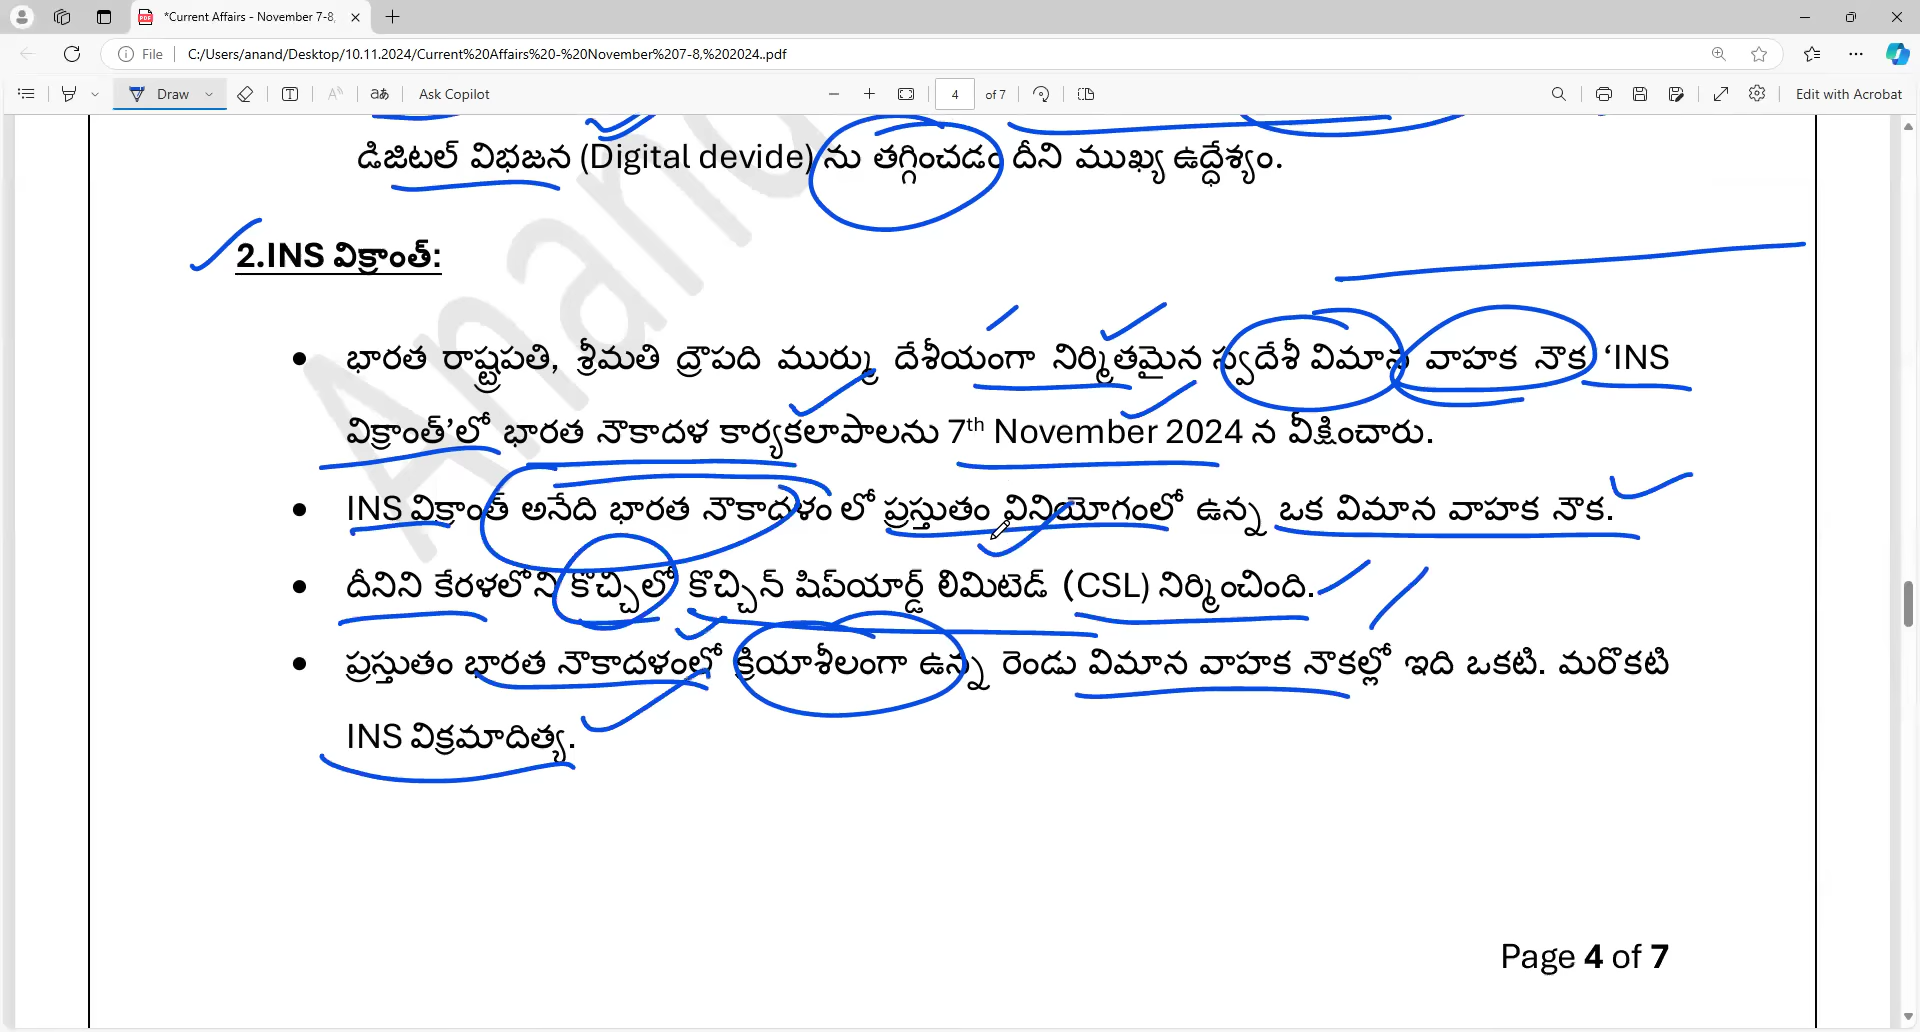 *Current Affairs - November 7-8,
File
C:/Users/anand/Desktop/10.11.2024/Current%20Affairs%20-%20November%207-8,%202024..pdf
Draw
Ask Copilot
4 of 7
Edit with Acrobat
డిజిటల్ విభజన (Digital devide) ను తగ్గించడం దీని ముఖ్య ఉద్దేశ్యం.
2.INS విక్రాంత్:
• భారత రాష్ట్రపతి, శ్రీమతి ద్రౌపది ముర్ము దేశీయంగా నిర్మితమైన స్వదేశీ విమాన వాహక నౌక ‘INS
విక్రాంత్’లో భారత నౌకాదళ కార్యకలాపాలను 7th November 2024 న వీక్షించారు.
• INS విక్రాంత్ అనేది భారత నౌకాదళం లో ప్రస్తుతం వినియోగంలో ఉన్న ఒక విమాన వాహక నౌక.
• దీనిని కేరళలోని కొచ్చిలో కొచ్చిన్ షిప్‌యార్డ్ లిమిటెడ్ (CSL) నిర్మించింది.
• ప్రస్తుతం భారత నౌకాదళంలో క్రియాశీలంగా ఉన్న రెండు విమాన వాహక నౌకల్లో ఇది ఒకటి. మరొకటి
INS విక్రమాదిత్య.
Page 4 of 7